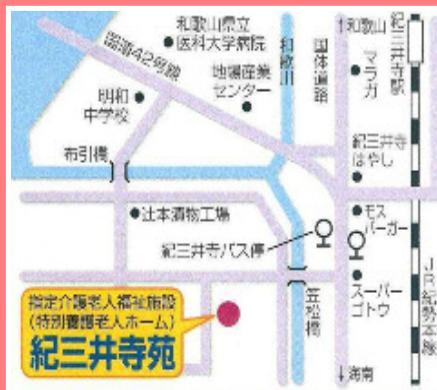 和歌山県立
医科大学病院
国道42号線
地場産業
センター
明和
中学校
布引橋
和歌川
国体道路
↑和歌山
マラガ
紀三井寺駅
紀三井寺
はやし
辻本漬物工場
紀三井寺バス停
モス
バーガー
スーパー
ゴトウ
笠松橋
JR紀勢本線
↓海南
指定介護老人福祉施設
(特別養護老人ホーム)
紀三井寺苑